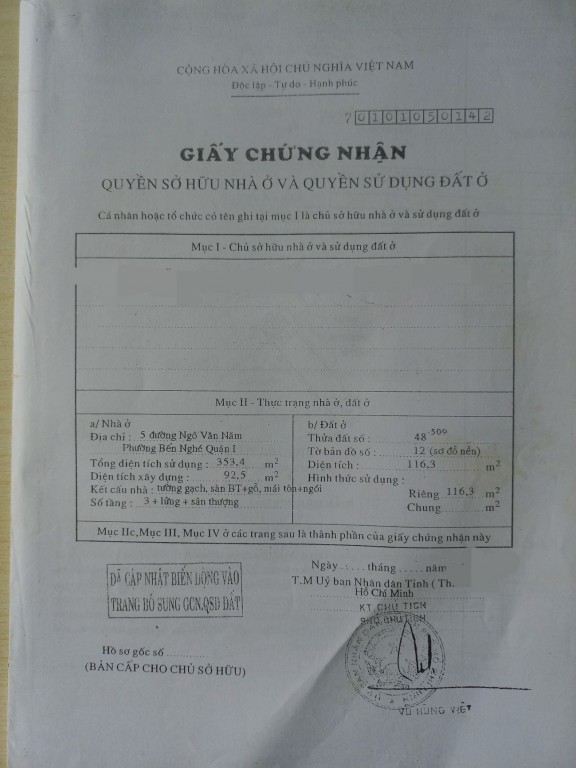 CỘNG HÒA XÃ HỘI CHỦ NGHĨA VIỆT NAM
Độc lập - Tự do - Hạnh phúc
7 0101050142
GIẤY CHỨNG NHẬN
QUYỀN SỞ HỮU NHÀ Ở VÀ QUYỀN SỬ DỤNG ĐẤT Ở
Cá nhân hoặc tổ chức có tên ghi tại mục I là chủ sở hữu nhà ở và sử dụng đất ở
Mục I - Chủ sở hữu nhà ở và sử dụng đất ở
Mục II - Thực trạng nhà ở, đất ở
a/ Nhà ở
Địa chỉ : 5 đường Ngô Văn Năm
Phường Bến Nghé Quận I
Tổng diện tích sử dụng : 353,4 m2
Diện tích xây dựng : 92,5 m2
Kết cấu nhà : tường gạch, sàn BT+gỗ, mái tôn+ngói
Số tầng : 3 + lửng + sân thượng
b/ Đất ở
Thửa đất số : 48-509
Tờ bản đồ số : 12 (sơ đồ nền)
Diện tích : 116,3 m2
Hình thức sử dụng :
Riêng 116,3 m2
Chung m2
Mục IIc, Mục III, Mục IV ở các trang sau là thành phần của giấy chứng nhận này
ĐÃ CẬP NHẬT BIẾN ĐỘNG VÀO
TRANG BỔ SUNG GCN,QSD ĐẤT
Hồ sơ gốc số
(BẢN CẤP CHO CHỦ SỞ HỮU)
Ngày ...... tháng ...... năm
T.M Uỷ ban Nhân dân Tỉnh ( Th.
Hồ Chí Minh
KT, CHỦ TỊCH
PHÓ CHỦ TỊCH
VŨ HÙNG VIỆT